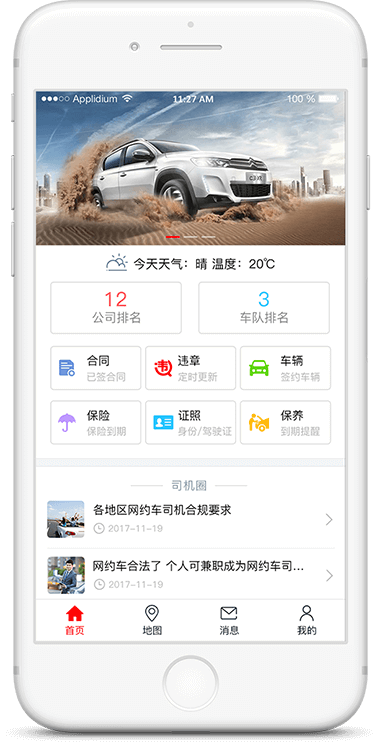 Applidium 11:27 AM 100 %
今天天气：晴 温度：20℃
12
公司排名
3
车队排名
合同
已签合同
违章
定时更新
车辆
签约车辆
保险
保险到期
证照
身份/驾驶证
保养
到期提醒
司机圈
各地区网约车司机合规要求
2017-11-19
网约车合法了 个人可兼职成为网约车司...
2017-11-19
首页
地图
消息
我的